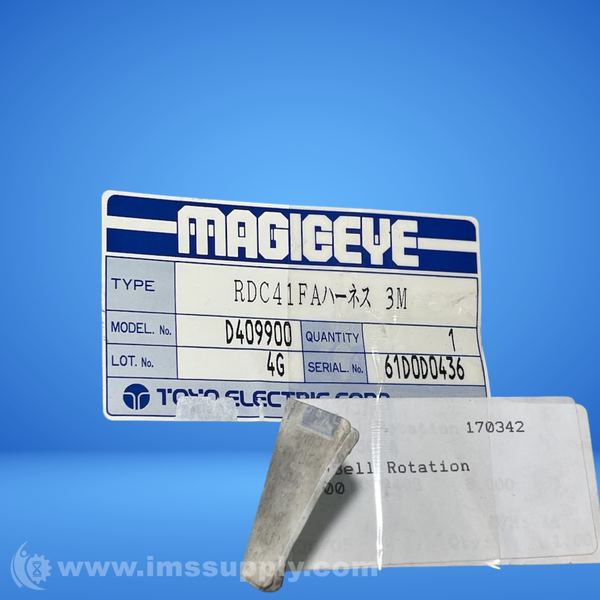 MAGICEYE
TYPE RDC41FAハーネス 3M
MODEL. No. D409900 QUANTITY 1
LOT. No. 4G SERIAL. No. 61D0D0436
TOYO ELECTRIC CORP
170342
Bell Rotation
www.imssupply.com